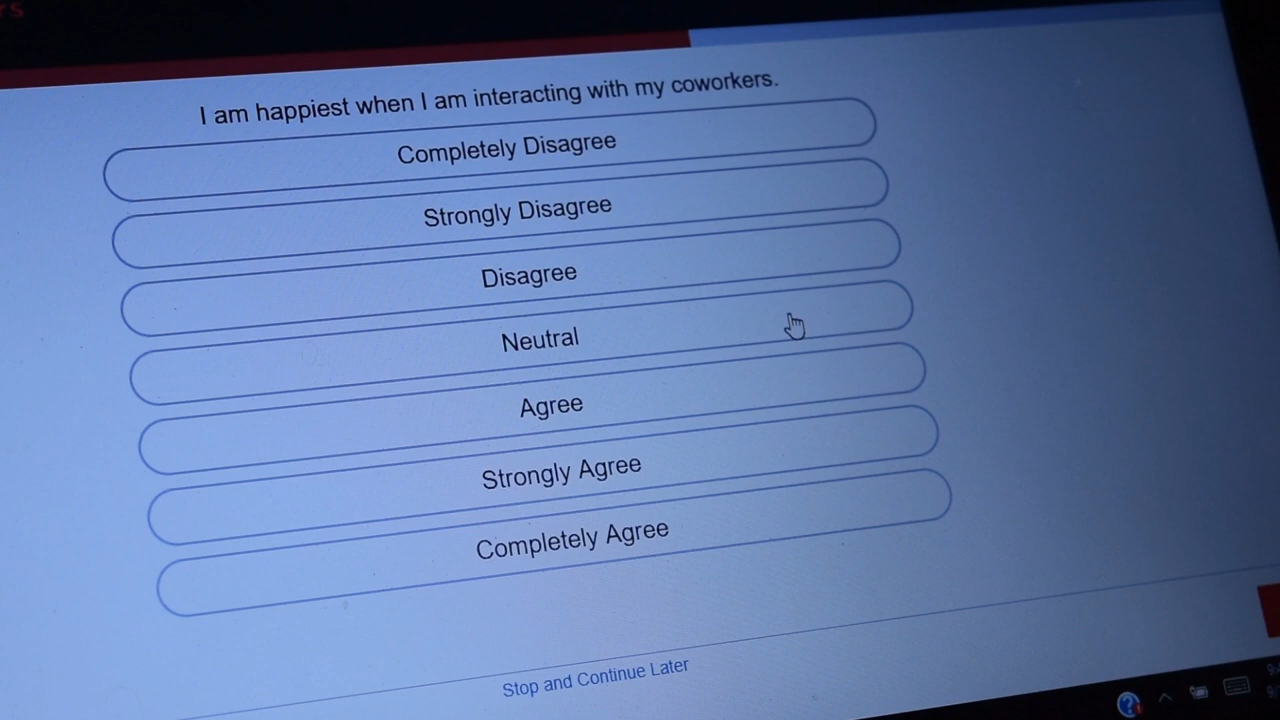 rs
I am happiest when I am interacting with my coworkers.
Completely Disagree
Strongly Disagree
Disagree
Neutral
Agree
Strongly Agree
Completely Agree
Stop and Continue Later